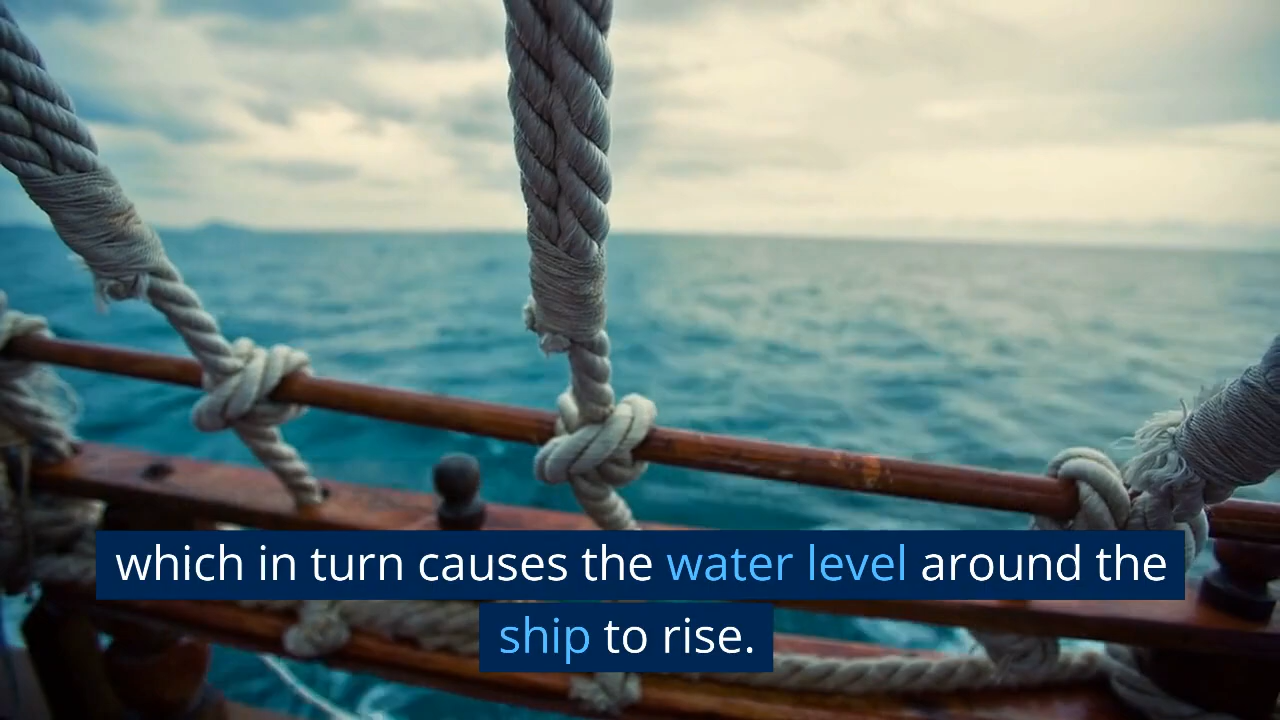 which in turn causes the water level around the
ship to rise.